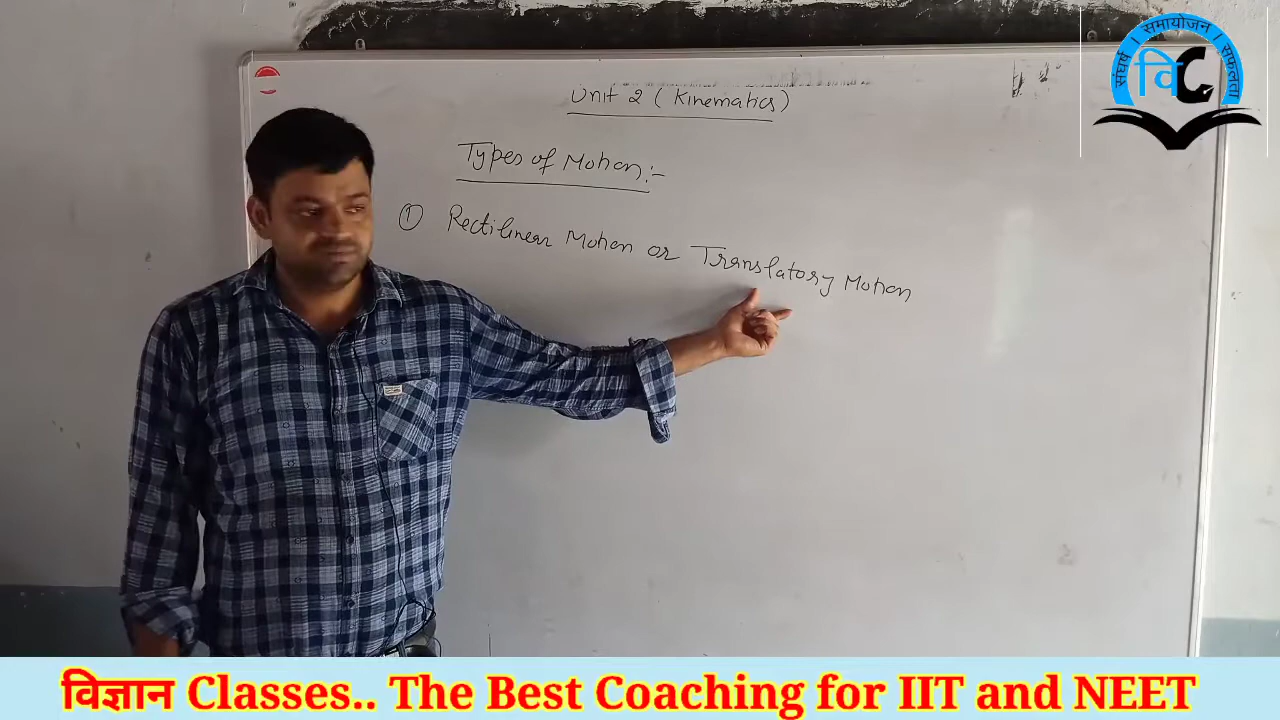 संघर्ष । समायोजन । सफलता
वि C
Unit 2 (Kinematics)
Types of Motion:-
① Rectilinear Motion or Translatory Motion
विज्ञान Classes.. The Best Coaching for IIT and NEET